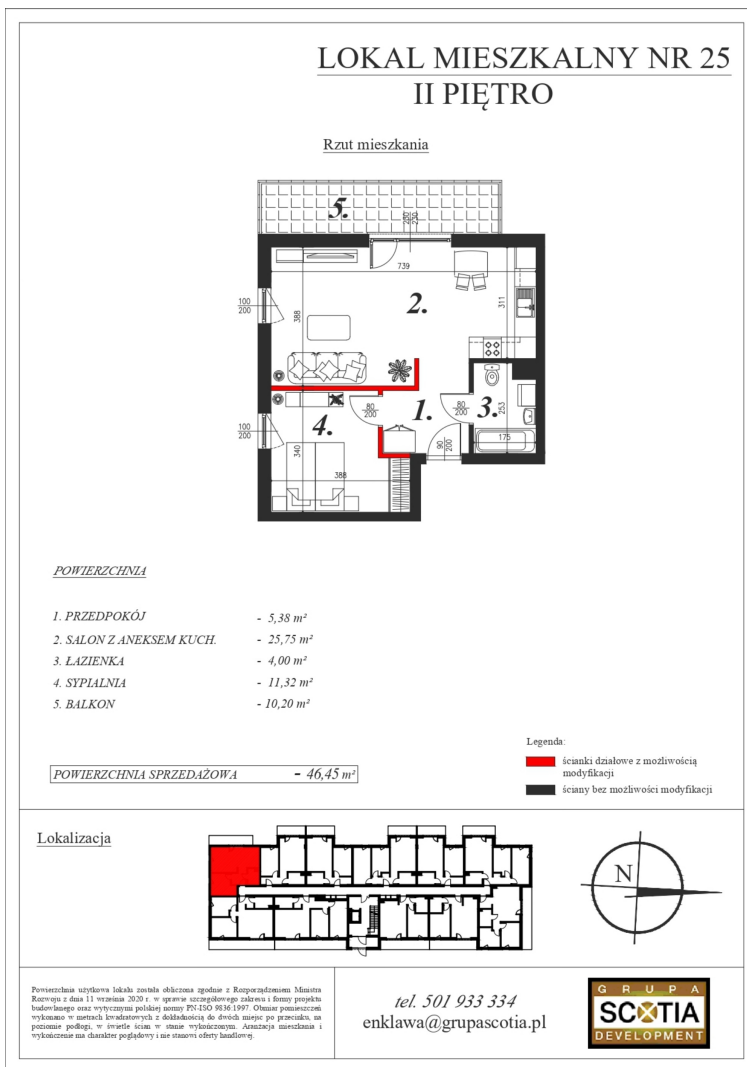 LOKAL MIESZKALNY NR 25
II PIĘTRO
Rzut mieszkania
5.
230
230
739
2.
311
100
200
388
80
200
1.
80
200
3.
253
4.
100
200
340
388
90
200
175
POWIERZCHNIA
1. PRZEDPOKÓJ - 5,38 m²
2. SALON Z ANEKSEM KUCH. - 25,75 m²
3. ŁAZIENKA - 4,00 m²
4. SYPIALNIA - 11,32 m²
5. BALKON - 10,20 m²
POWIERZCHNIA SPRZEDAŻOWA - 46,45 m²
Legenda:
ścianki działowe z możliwością
modyfikacji
ściany bez możliwości modyfikacji
Lokalizacja
N
Powierzchnia użytkowa lokalu została obliczona zgodnie z Rozporządzeniem Ministra
Rozwoju z dnia 11 września 2020 r. w sprawie szczegółowego zakresu i formy projektu
budowlanego oraz wytycznymi polskiej normy PN-ISO 9836:1997. Obmiar pomieszczeń
wykonano w metrach kwadratowych z dokładnością do dwóch miejsc po przecinku, na
poziomie podłogi, w świetle ścian w stanie wykończonym. Aranżacja mieszkania i
wykończenie ma charakter poglądowy i nie stanowi oferty handlowej.
tel. 501 933 334
enklawa@grupascotia.pl
GRUPA
SCOTIA
DEVELOPMENT